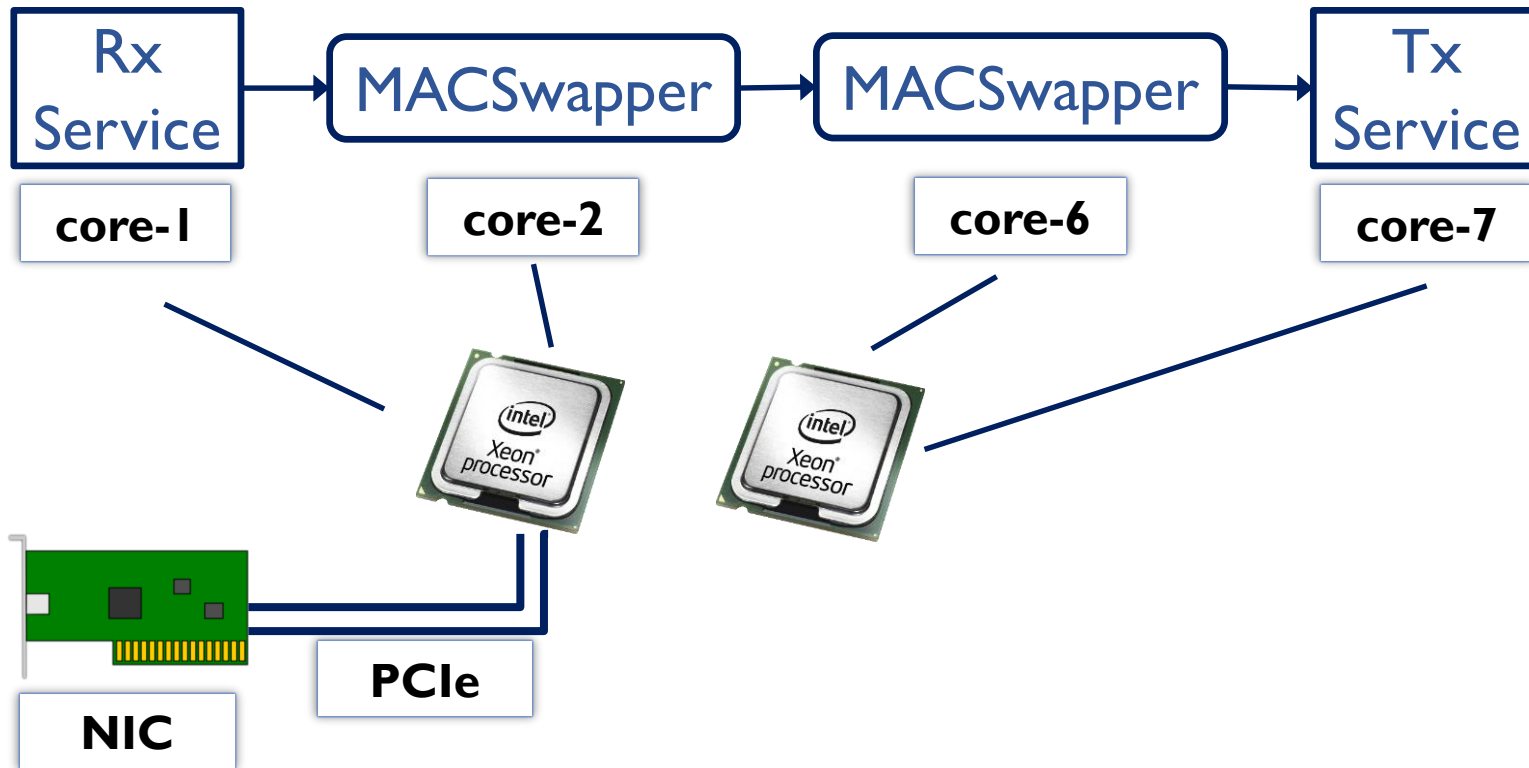 Rx
Service
MACSwapper
MACSwapper
Tx
Service
core-1
core-2
core-6
core-7
intel
Xeon®
processor
intel
Xeon®
processor
PCIe
NIC